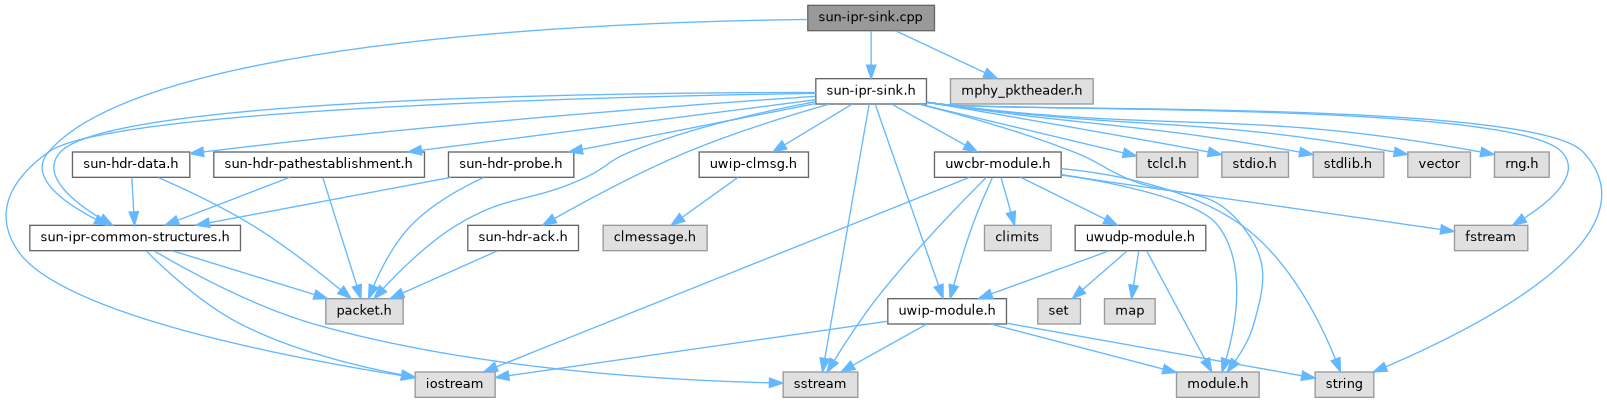 sun-ipr-sink.cpp
sun-ipr-sink.h
mphy_pktheader.h
sun-hdr-data.h
sun-hdr-pathestablishment.h
sun-hdr-probe.h
uwip-clmsg.h
uwcbr-module.h
tclcl.h
stdio.h
stdlib.h
vector
rng.h
sun-ipr-common-structures.h
sun-hdr-ack.h
clmessage.h
climits
uwudp-module.h
fstream
packet.h
uwip-module.h
set
map
iostream
sstream
module.h
string